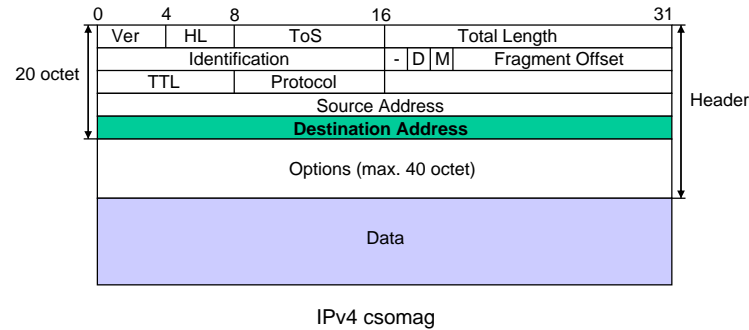 0 4 8 16 31
Ver HL ToS Total Length
20 octet Identification - D M Fragment Offset
TTL Protocol
Source Address
Header
Destination Address
Options (max. 40 octet)
Data
IPv4 csomag